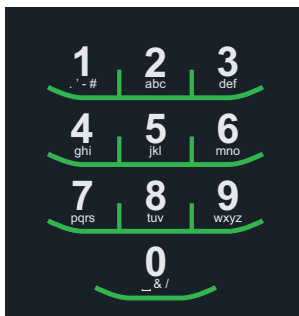 1 2 3
. ' - # abc def
4 5 6
ghi jkl mno
7 8 9
pqrs tuv wxyz
0
⎵ & /